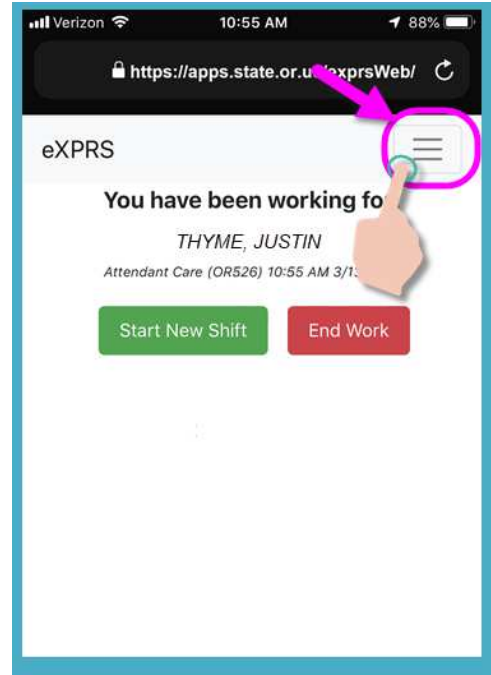 Verizon 10:55 AM 88%
https://apps.state.or.u /exprsWeb/
eXPRS
You have been working fo
THYME, JUSTIN
Attendant Care (OR526) 10:55 AM 3/1
Start New Shift End Work